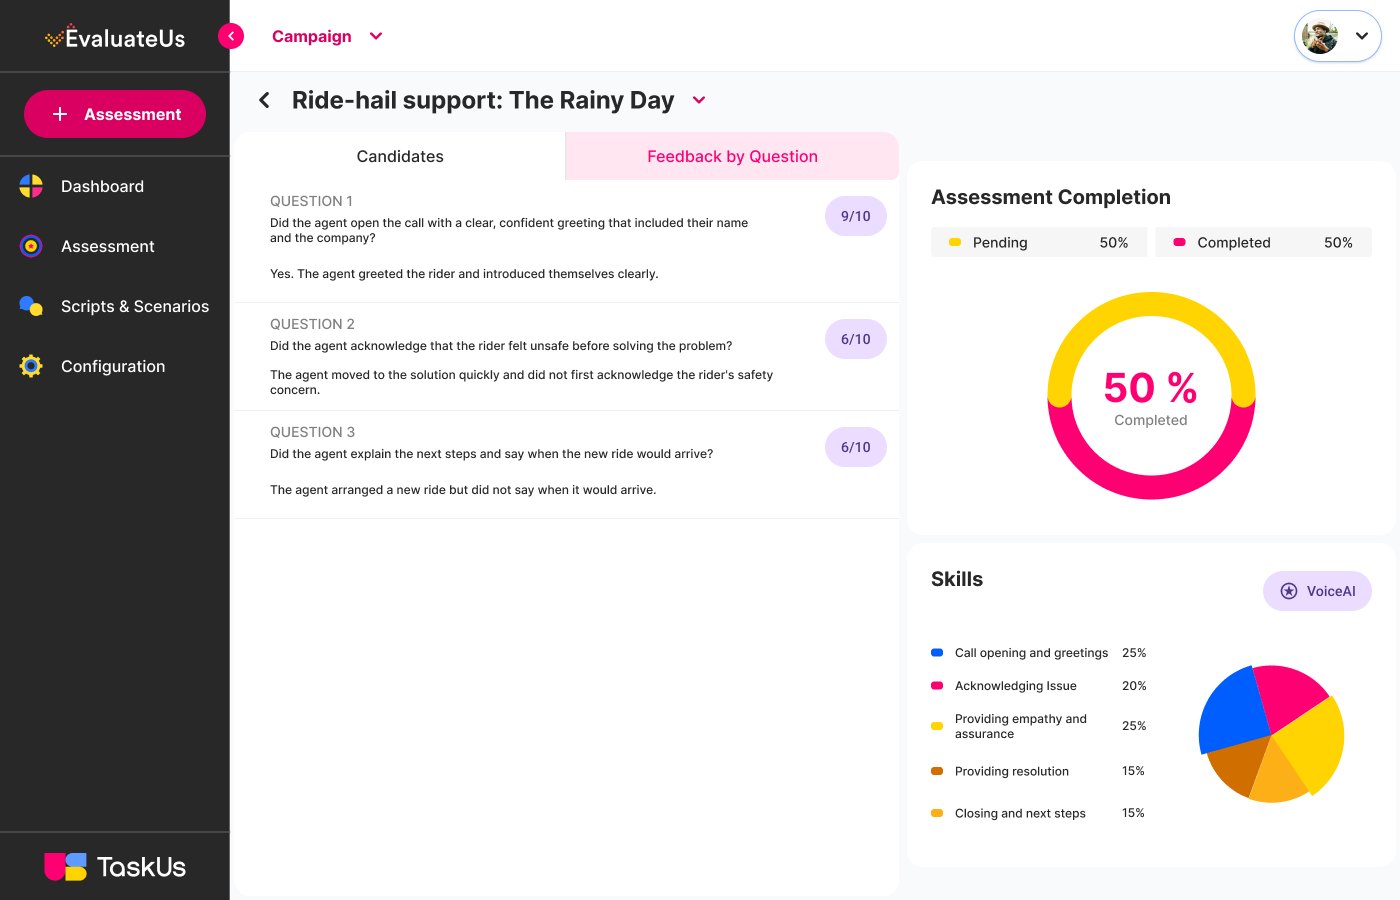 EvaluateUs
Campaign
+ Assessment
Ride-hail support: The Rainy Day
Dashboard
Assessment
Scripts & Scenarios
Configuration
TaskUs
Candidates
Feedback by Question
QUESTION 1
9/10
Did the agent open the call with a clear, confident greeting that included their name
and the company?
Yes. The agent greeted the rider and introduced themselves clearly.
QUESTION 2
6/10
Did the agent acknowledge that the rider felt unsafe before solving the problem?
The agent moved to the solution quickly and did not first acknowledge the rider's safety
concern.
QUESTION 3
6/10
Did the agent explain the next steps and say when the new ride would arrive?
The agent arranged a new ride but did not say when it would arrive.
Assessment Completion
Pending 50%
Completed 50%
50 %
Completed
Skills
VoiceAI
Call opening and greetings 25%
Acknowledging Issue 20%
Providing empathy and
assurance 25%
Providing resolution 15%
Closing and next steps 15%